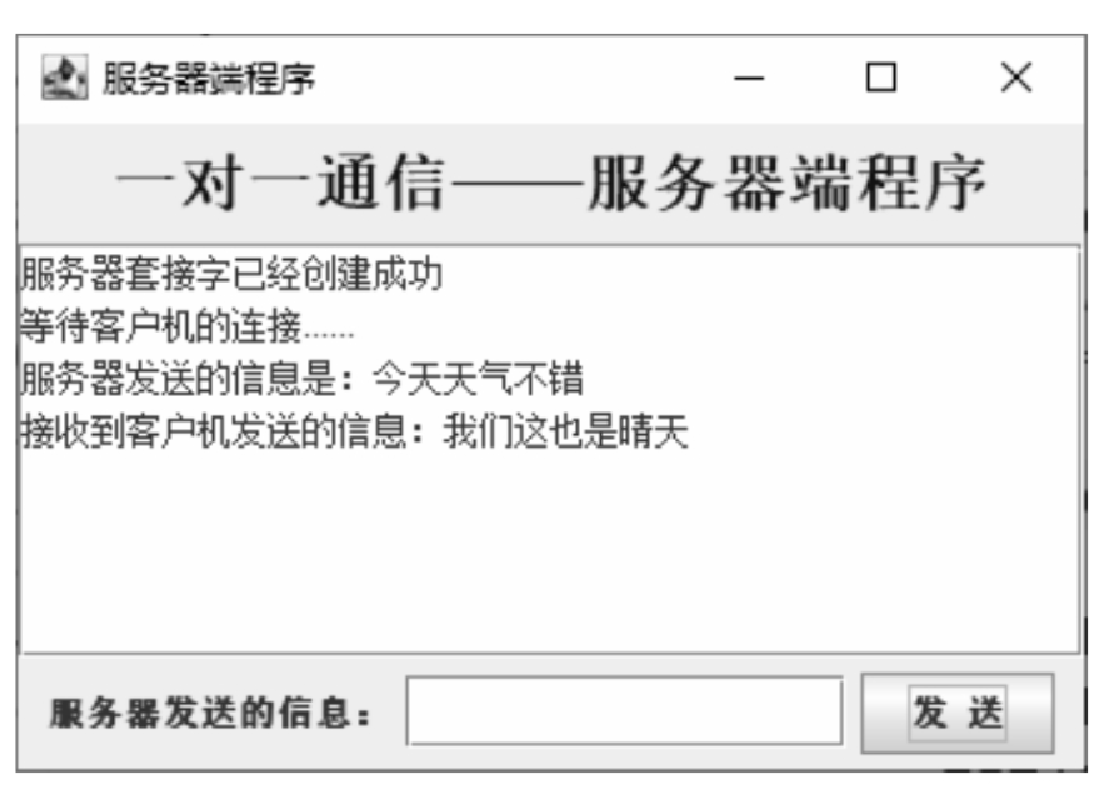 服务器端程序
一对一通信——服务器端程序
服务器套接字已经创建成功
等待客户机的连接......
服务器发送的信息是：今天天气不错
接收到客户机发送的信息：我们这也是晴天
服务器发送的信息：
发 送